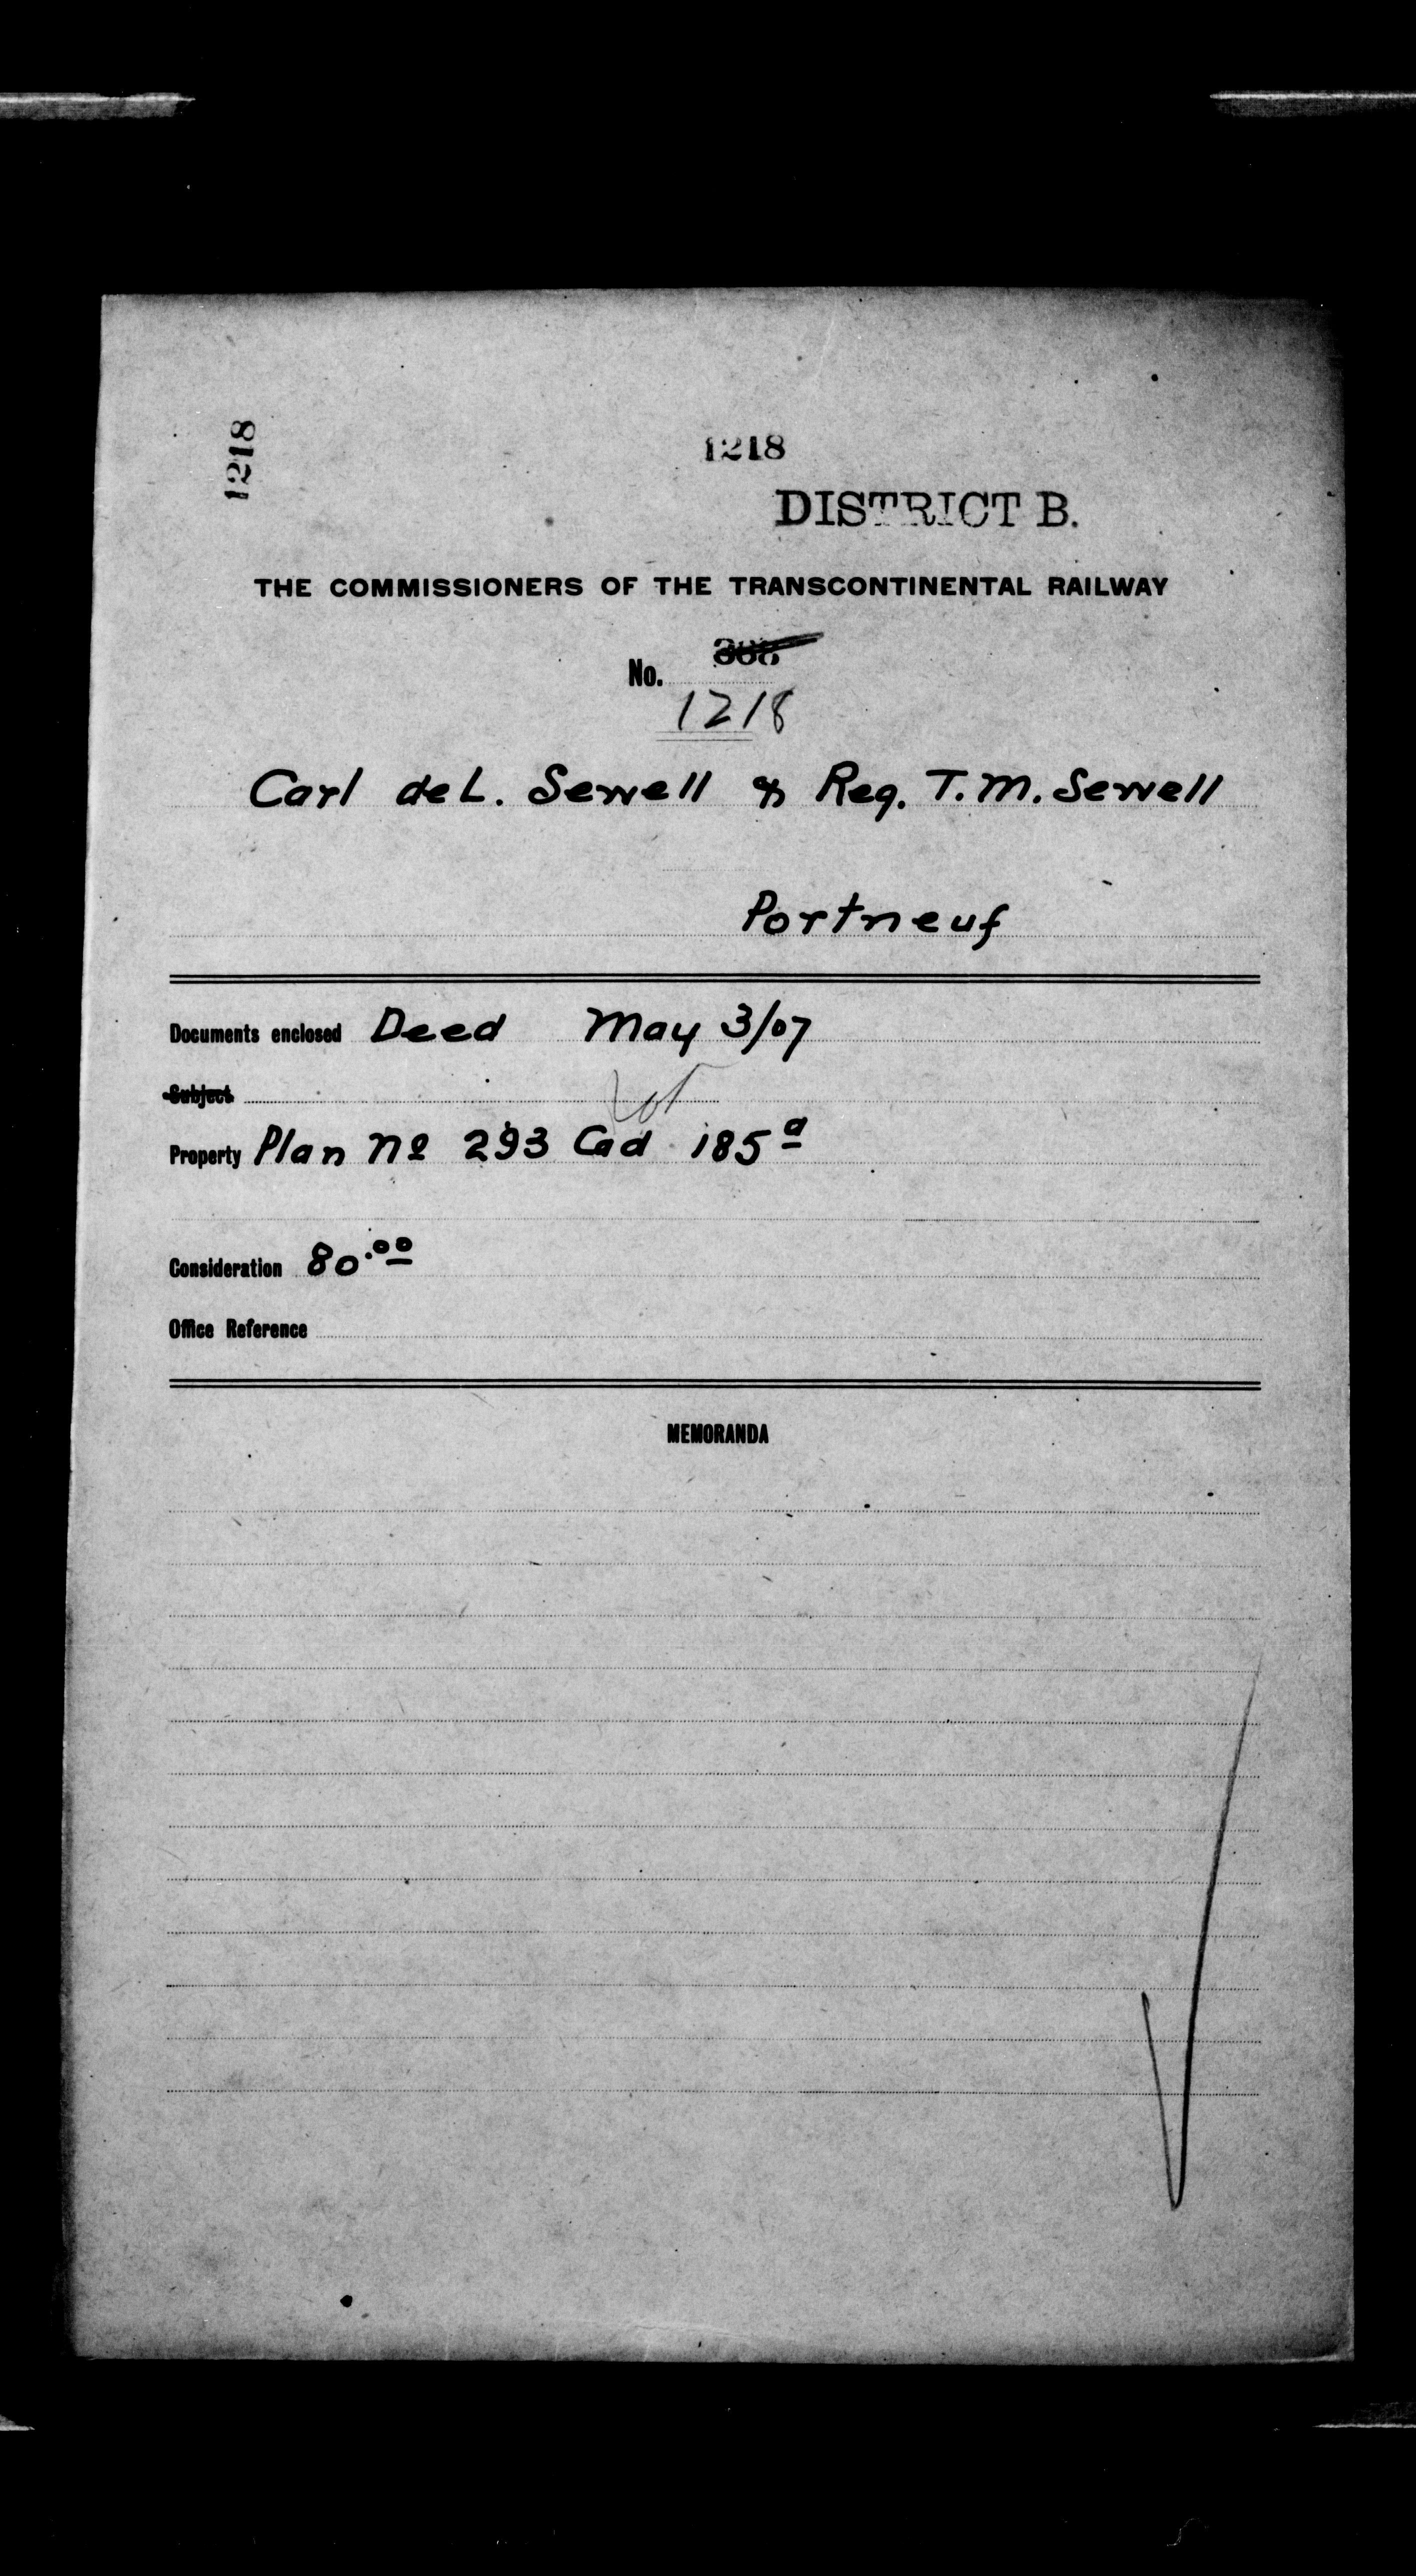 1218
1218
DISTRICT B.
THE COMMISSIONERS OF THE TRANSCONTINENTAL RAILWAY
No.
1218
Carl de L. Sewell & Reg. T. M. Sewell
Portneuf
Documents enclosed Deed May 3/07
Subject
Lot
Property Plan No 293 Cad 185a
Consideration 80.00
Office Reference
MEMORANDA